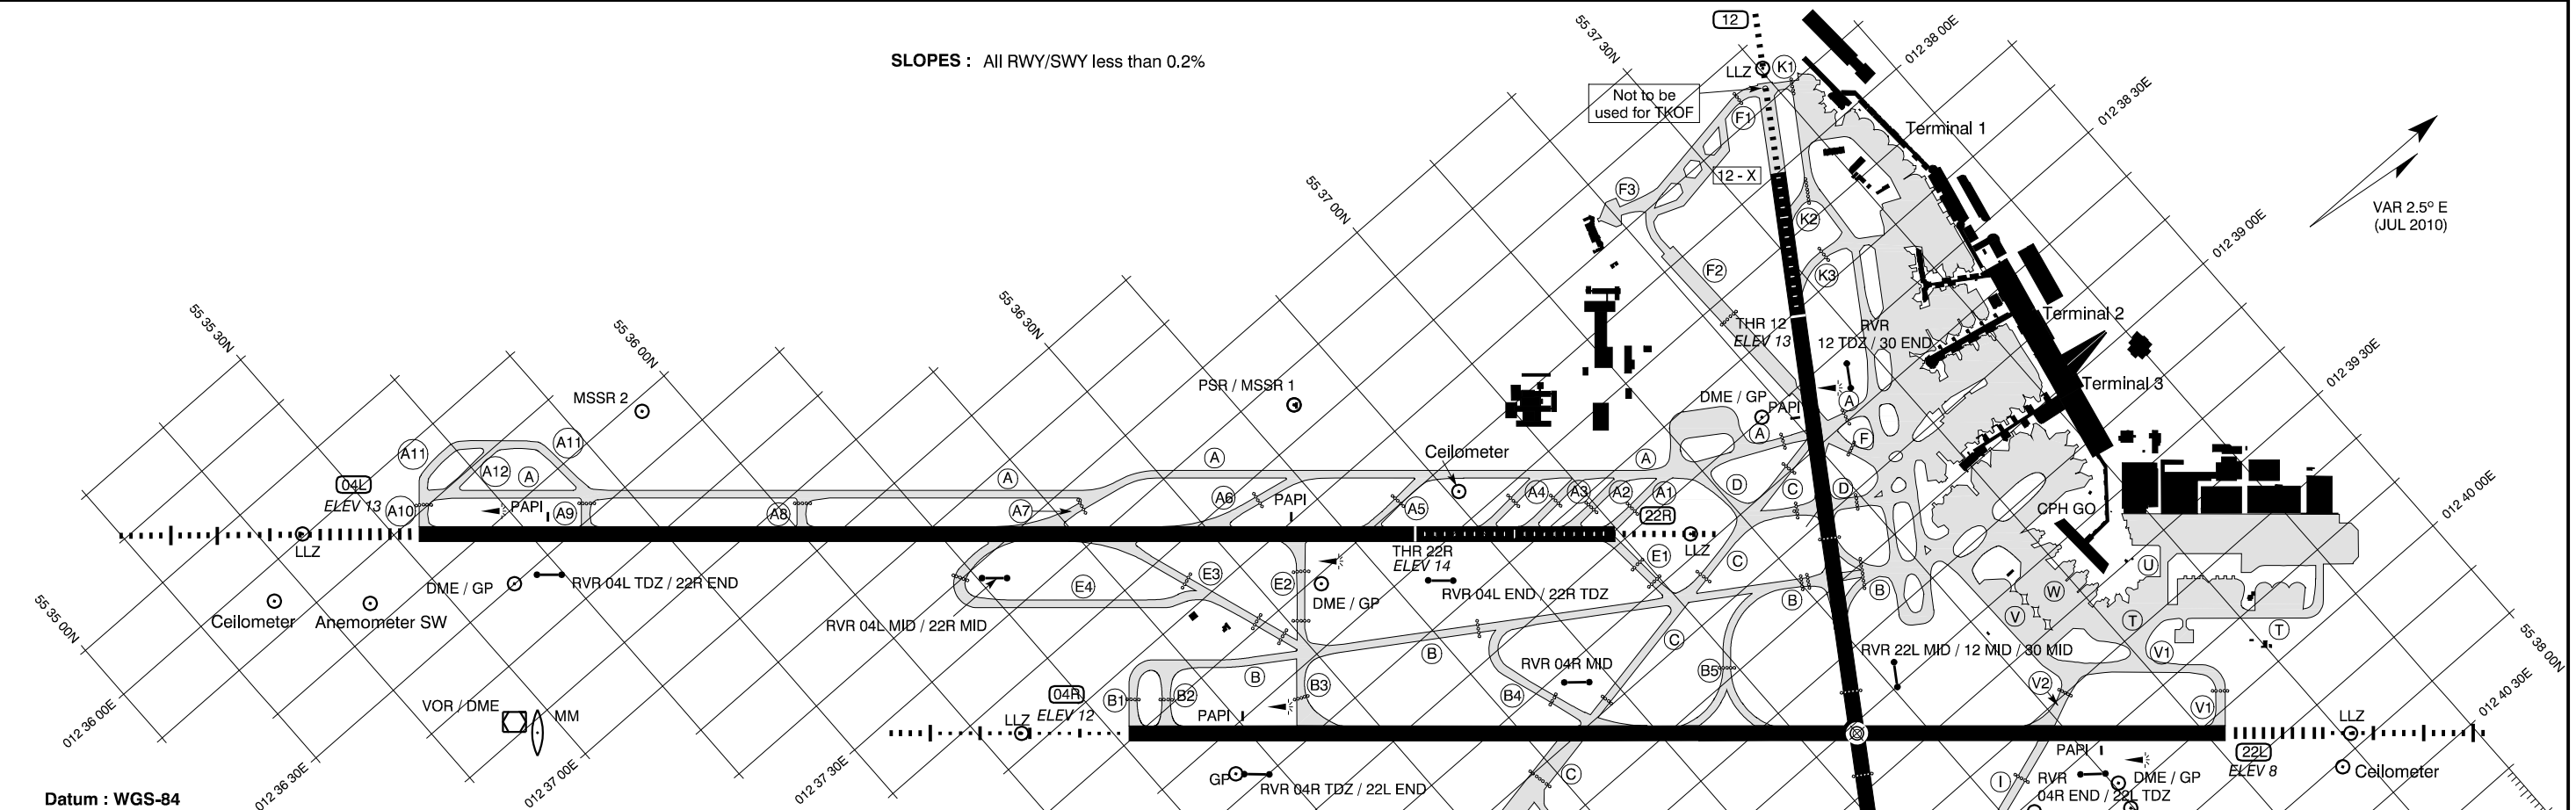 12
55 37 30N
012 38 00E
SLOPES : All RWY/SWY less than 0.2%
LLZ
K1
Not to be
used for TKOF
F1
012 38 30E
Terminal 1
12 - X
F3
55 37 00N
K2
VAR 2.5º E
(JUL 2010)
012 39 00E
F2
K3
55 35 30N
55 36 00N
55 36 30N
THR 12
ELEV 13
RVR
12 TDZ / 30 END
Terminal 2
012 39 30E
MSSR 2
PSR / MSSR 1
Terminal 3
DME / GP
PAPI
A
A
F
A11
A11
A12
A
A
A
Ceilometer
A
04L
ELEV 13
A10
PAPI
A9
A8
A7
A6
PAPI
A5
A4
A3
A2
A1
22R
D
C
D
CPH GO
012 40 00E
LLZ
THR 22R
ELEV 14
E1
LLZ
C
U
DME / GP
RVR 04L TDZ / 22R END
E4
E3
E2
DME / GP
RVR 04L END / 22R TDZ
B
B
W
V
T
T
55 35 00N
Ceilometer
Anemometer SW
RVR 04L MID / 22R MID
B
C
RVR 04R MID
B5
RVR 22L MID / 12 MID / 30 MID
V1
55 38 00N
012 36 00E
VOR / DME
MM
04R
ELEV 12
LLZ
B1
B2
B
B3
PAPI
B4
V2
V1
012 40 30E
LLZ
012 36 30E
012 37 00E
012 37 30E
GP
RVR 04R TDZ / 22L END
C
I
PAPI
22L
ELEV 8
Ceilometer
RVR
04R END / 22L TDZ
DME / GP
Datum : WGS-84